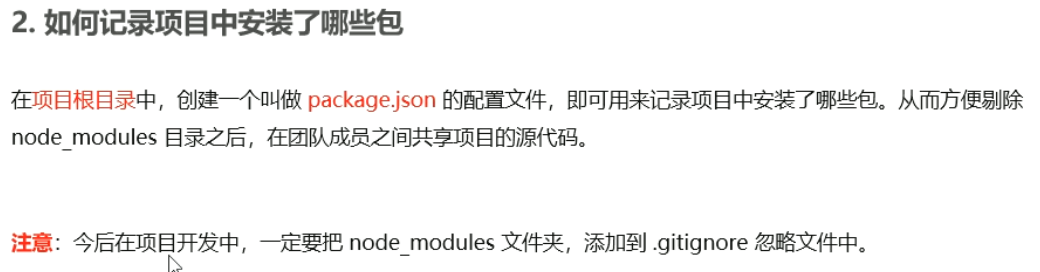 2. 如何记录项目中安装了哪些包
在项目根目录中，创建一个叫做 package.json 的配置文件，即可用来记录项目中安装了哪些包。从而方便剔除
node_modules 目录之后，在团队成员之间共享项目的源代码。
注意：今后在项目开发中，一定要把 node_modules 文件夹，添加到 .gitignore 忽略文件中。